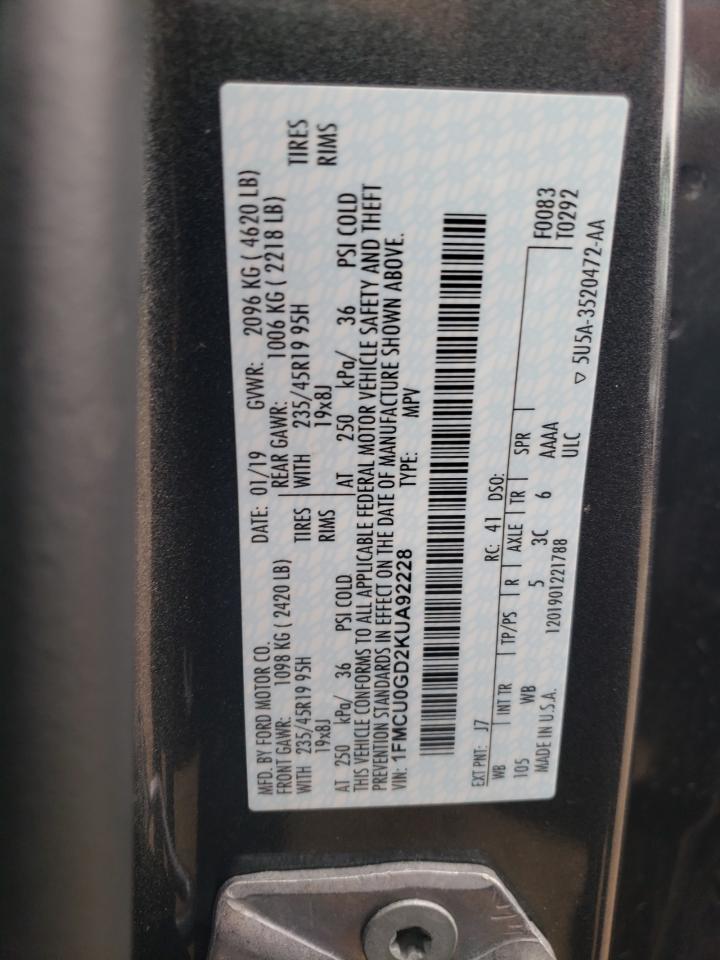 MFD. BY FORD MOTOR CO.
DATE: 01/19 GVWR: 2096 KG ( 4620 LB)
FRONT GAWR: 1098 KG ( 2420 LB) REAR GAWR: 1006 KG ( 2218 LB)
WITH 235/45R19 95H TIRES WITH 235/45R19 95H TIRES
19x8J RIMS 19x8J RIMS
AT 250 kPa/ 36 PSI COLD AT 250 kPa/ 36 PSI COLD
THIS VEHICLE CONFORMS TO ALL APPLICABLE FEDERAL MOTOR VEHICLE SAFETY AND THEFT
PREVENTION STANDARDS IN EFFECT ON THE DATE OF MANUFACTURE SHOWN ABOVE.
VIN: 1FMCU0GD2KUA92228 TYPE: MPV
EXT PNT: J7 RC: 41 DSO:
WB INT TR TP/PS R AXLE TR SPR F0083
105 WB 5 3C 6 AAAA T0292
MADE IN U.S.A. 1201901221788 ULC ▽ 5U5A-3520472-AA